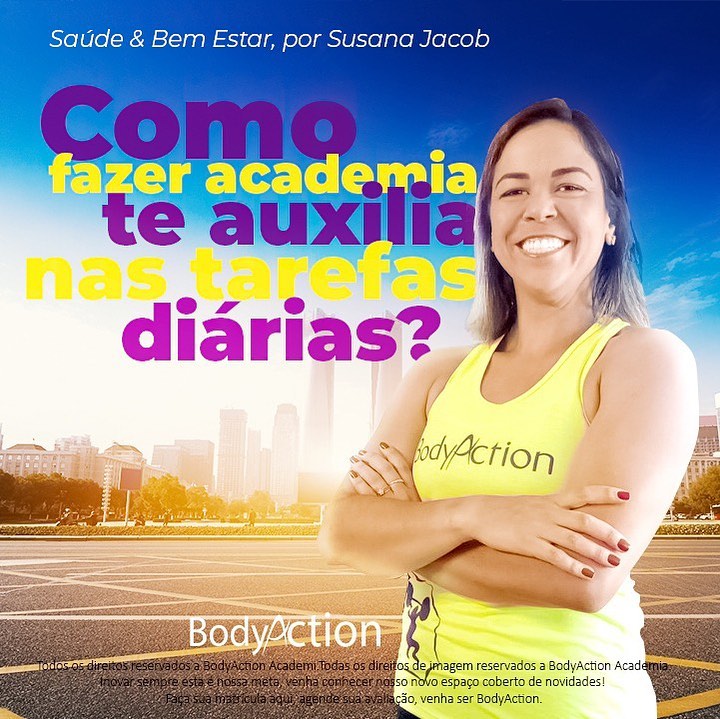 Saúde & Bem Estar, por Susana Jacob
Como
fazer academia
te auxilia
nas tarefas
diárias?
BodyAction
BodyAction
Todos os direitos reservados a BodyAction Academi Todas os direitos de imagem reservados a BodyAction Academia
Inovar sempre esta é nossa meta, venha conhecer nosso novo espaço coberto de novidades!
Faça sua matrícula aqui, agende sua avaliação, venha ser BodyAction.